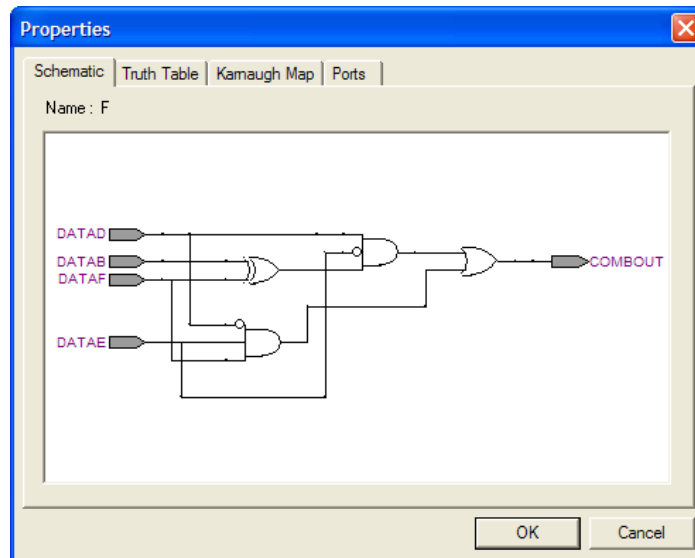 Properties
Schematic Truth Table Karnaugh Map Ports
Name : F
DATAD
DATAB
DATAF
COMBOUT
DATAE
OK Cancel